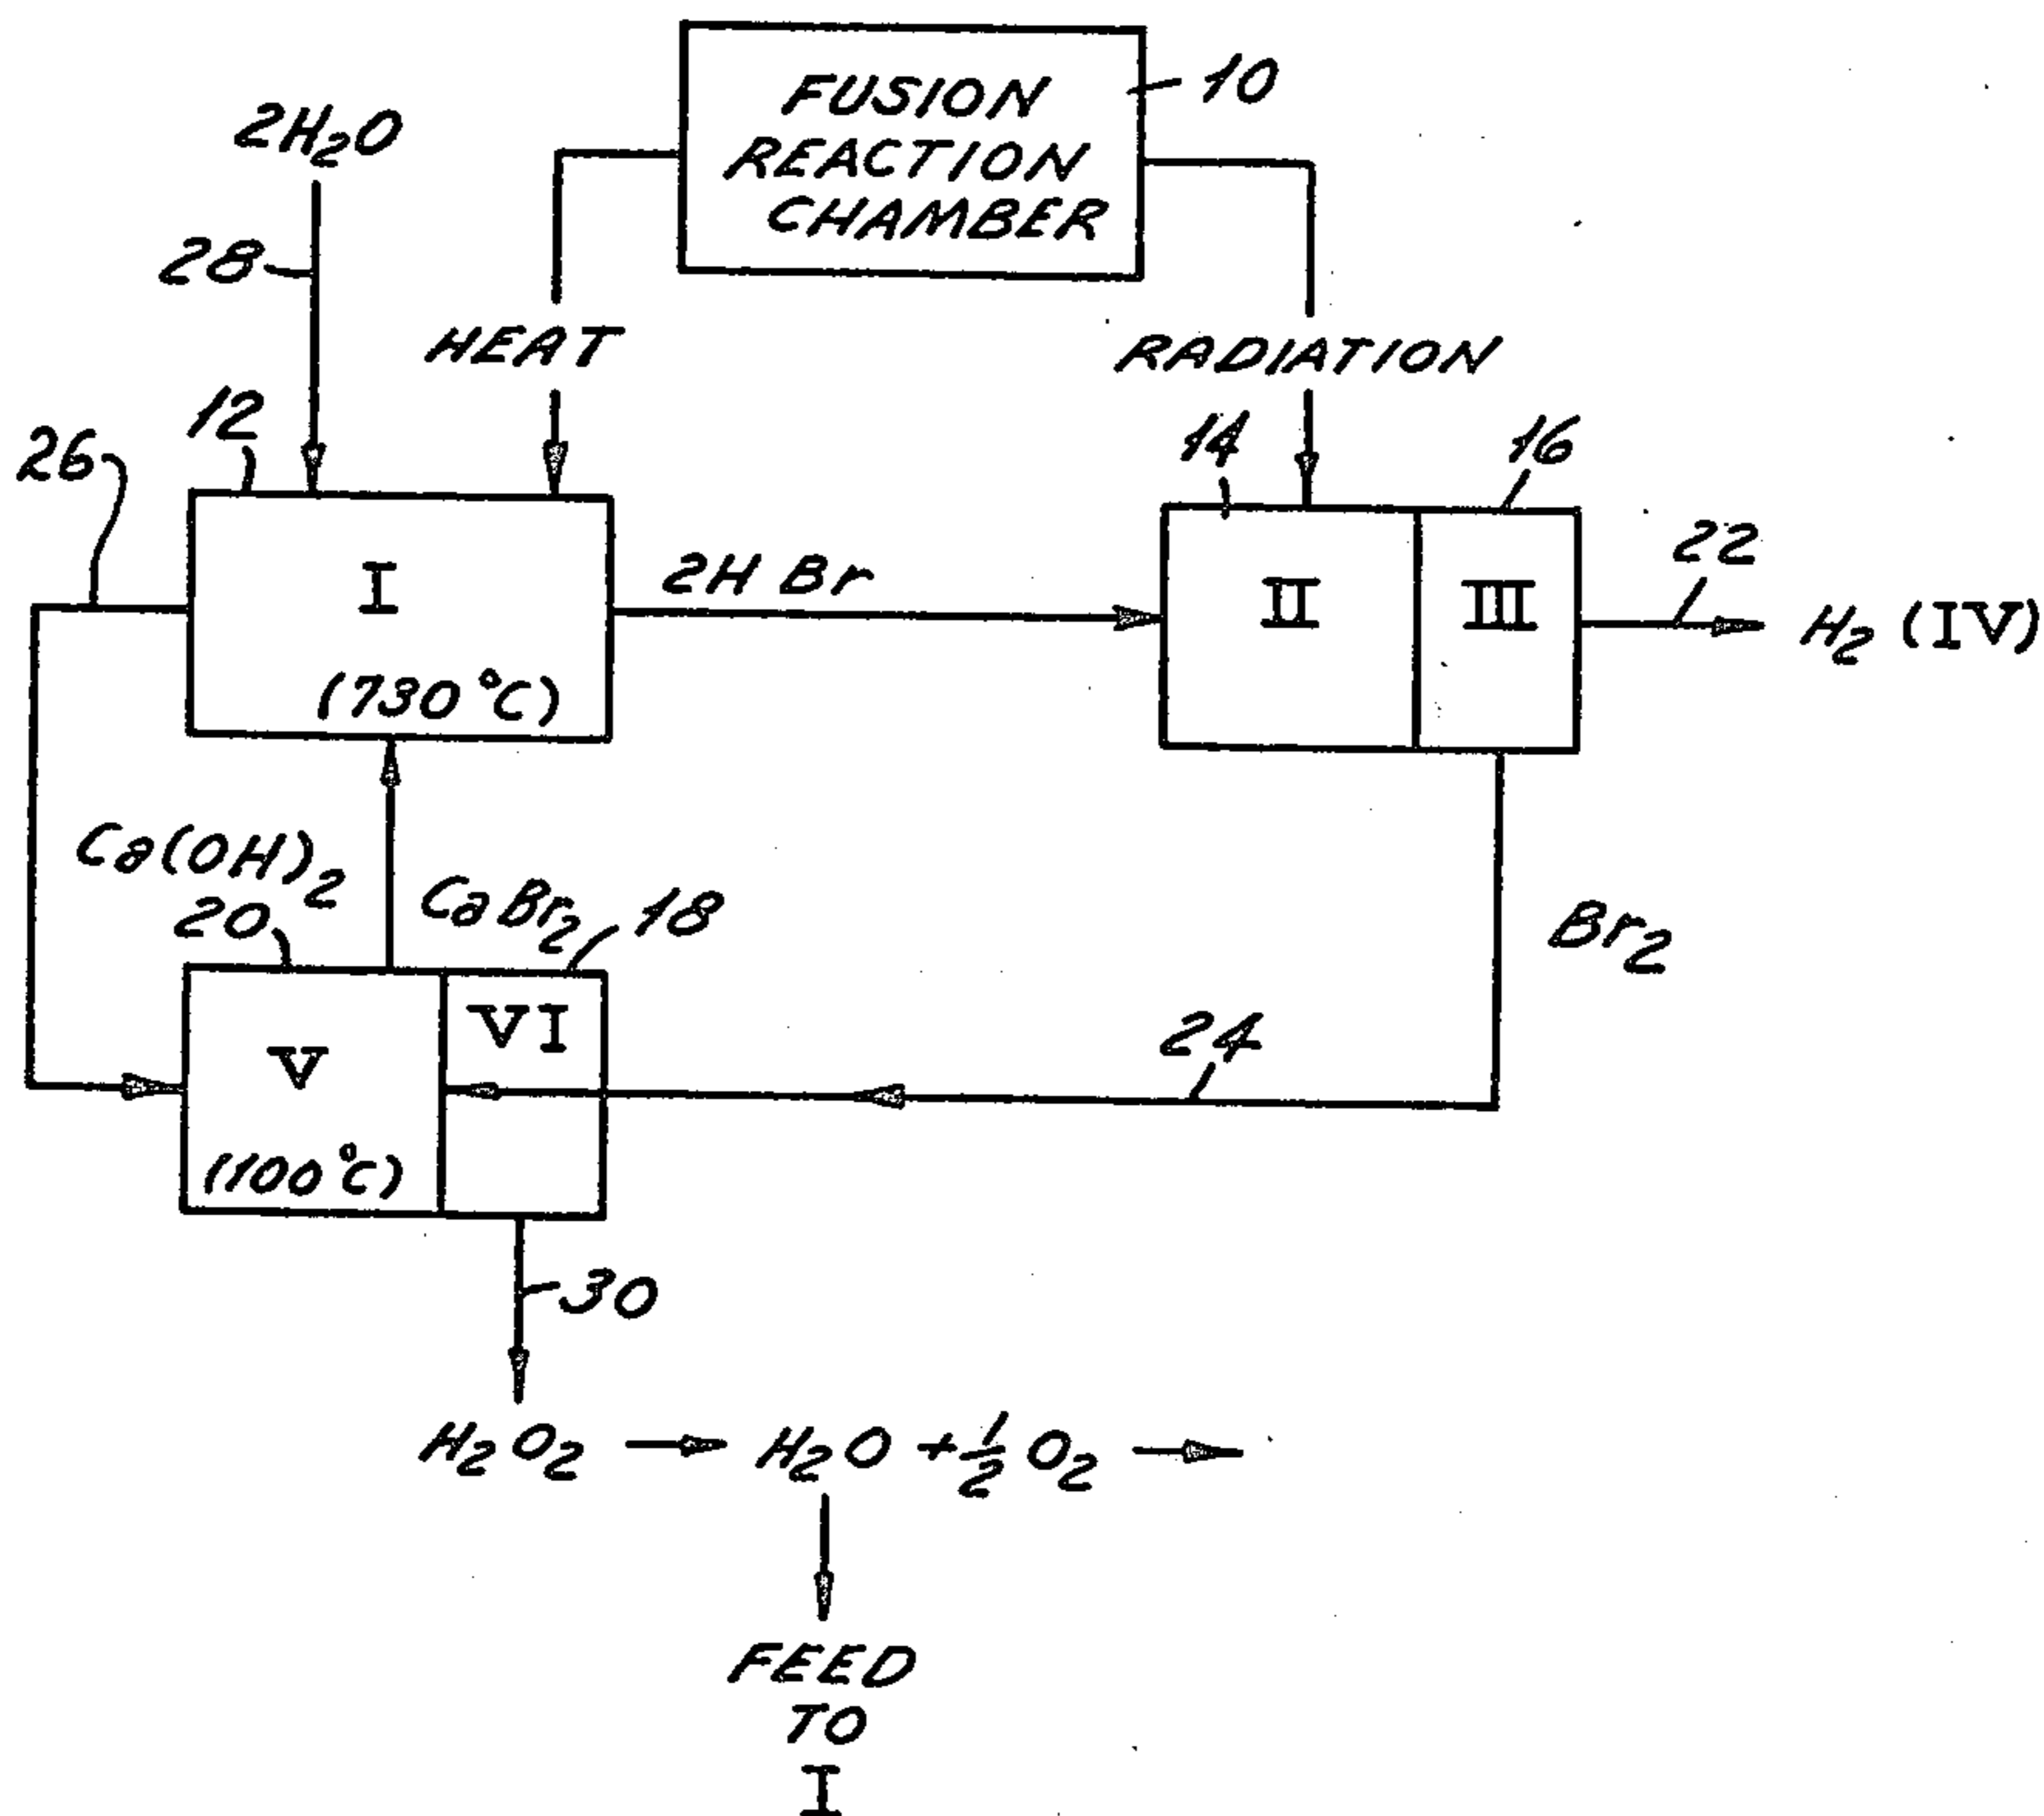 FUSION
REACTION
CHAMBER
10
2H₂O
28
HEAT
RADIATION
12
26
14
16
I
(730°C)
2H Br
II
III
22
H₂ (IV)
Ca(OH)₂
20
CaBr₂
18
Br₂
V
(100°C)
VI
24
30
H₂O₂ → H₂O + ½ O₂ →
FEED
TO
I